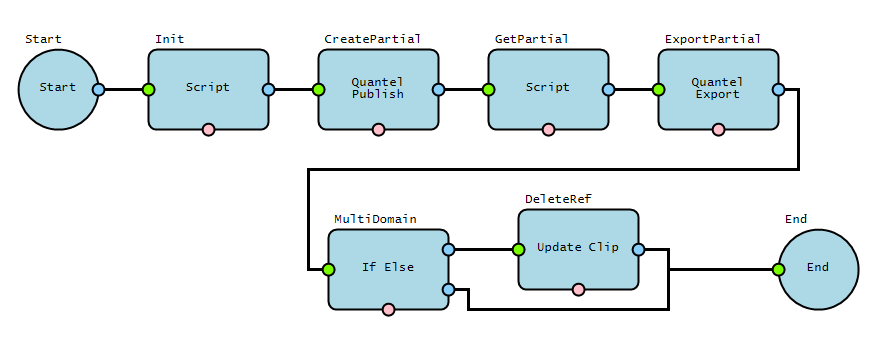 Start
Init
CreatePartial
GetPartial
ExportPartial
Start
Script
Quantel
Publish
Script
Quantel
Export
MultiDomain
DeleteRef
End
If Else
Update Clip
End